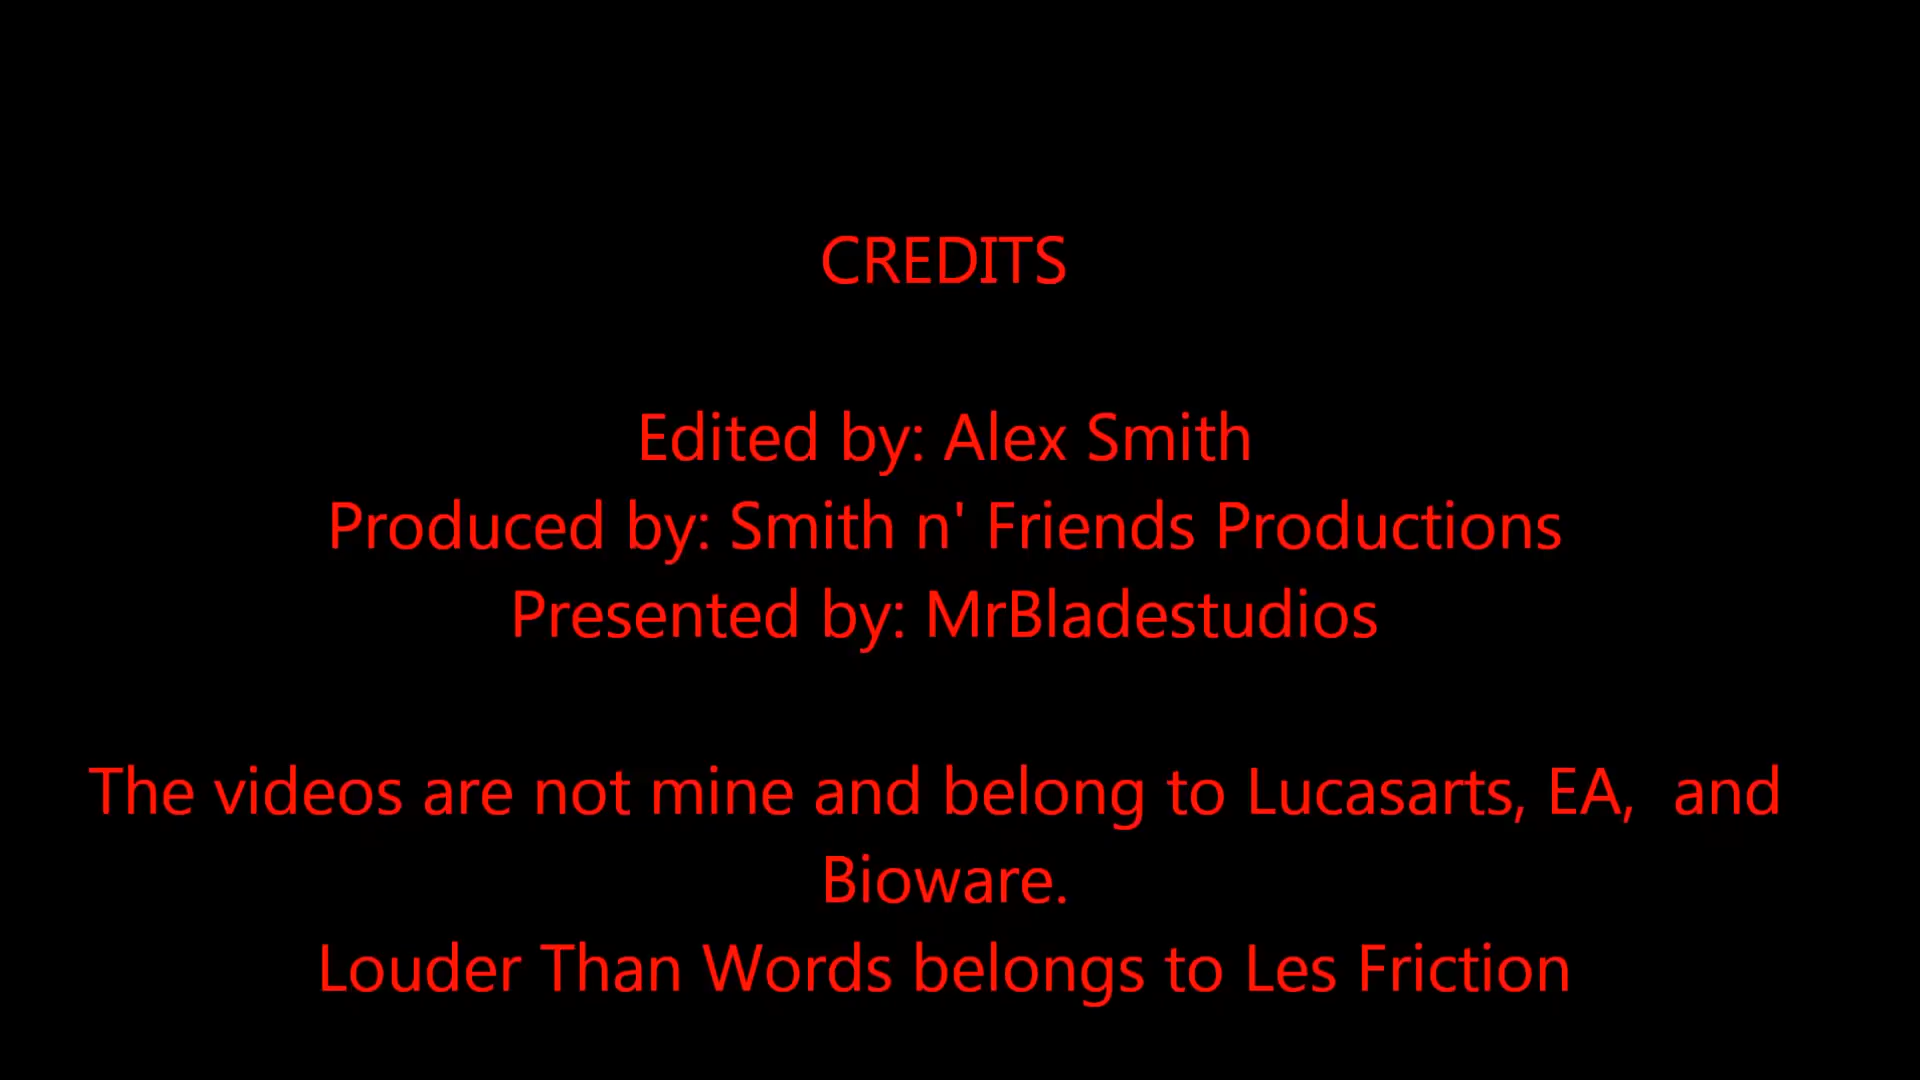 CREDITS
Edited by: Alex Smith
Produced by: Smith n' Friends Productions
Presented by: MrBladestudios
The videos are not mine and belong to Lucasarts, EA,  and
Bioware.
Louder Than Words belongs to Les Friction